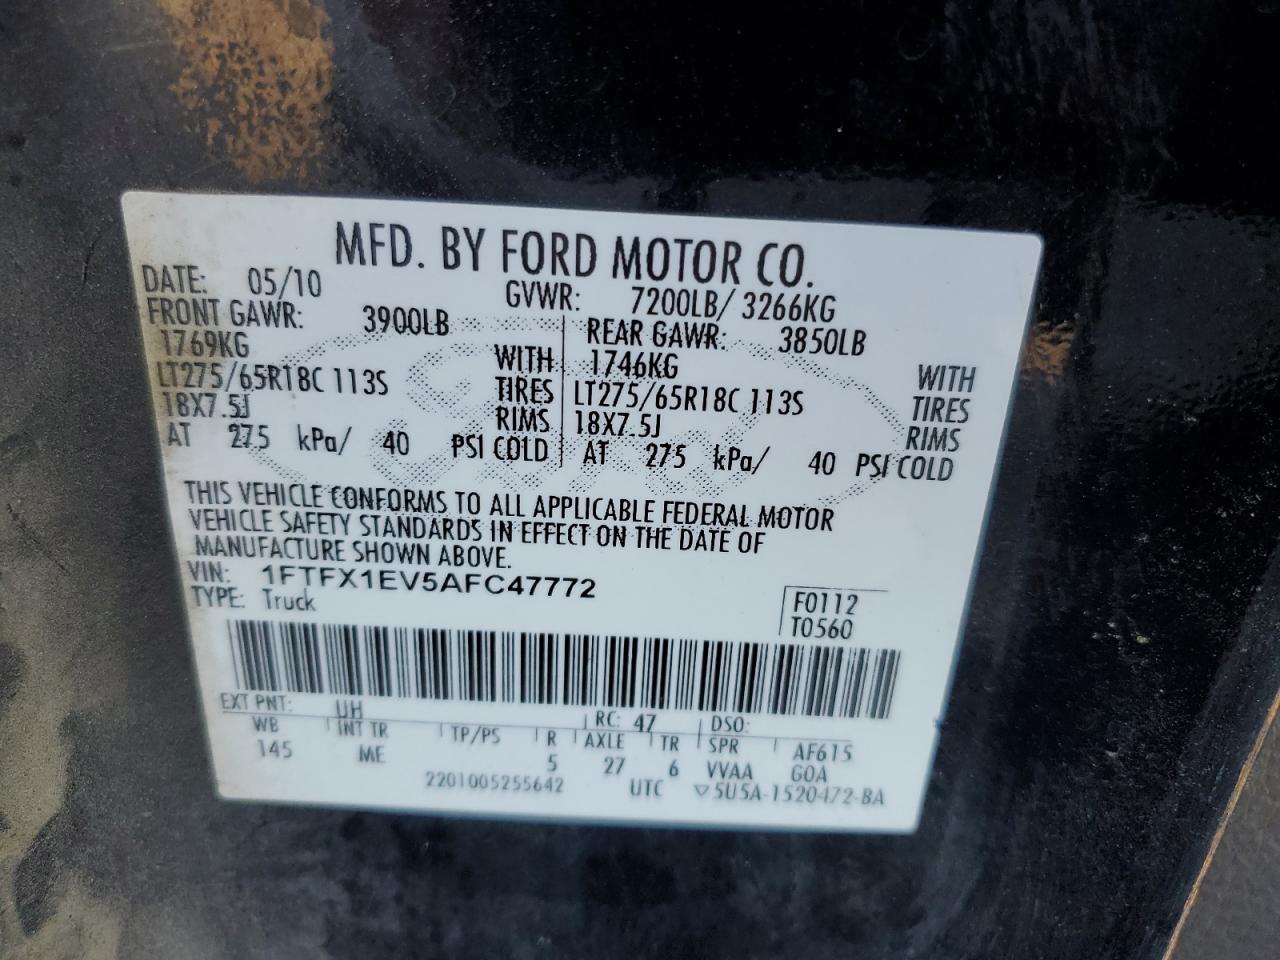 MFD. BY FORD MOTOR CO.
DATE: 05/10 GVWR: 7200LB/ 3266KG
FRONT GAWR: 3900LB REAR GAWR: 3850LB
1769KG WITH 1746KG WITH
LT275/65R18C 113S TIRES LT275/65R18C 113S TIRES
18X7.5J RIMS 18X7.5J RIMS
AT 275 kPa/ 40 PSI COLD AT 275 kPa/ 40 PSI COLD
THIS VEHICLE CONFORMS TO ALL APPLICABLE FEDERAL MOTOR
VEHICLE SAFETY STANDARDS IN EFFECT ON THE DATE OF
MANUFACTURE SHOWN ABOVE.
VIN: 1FTFX1EV5AFC47772
TYPE: Truck
F0112
T0560
EXT PNT: UH RC: 47 DSO:
WB INT TR TP/PS R AXLE TR SPR AF615
145 ME 5 27 6 VVAA GOA
2201005255642 UTC ▽5U5A-1520472-BA